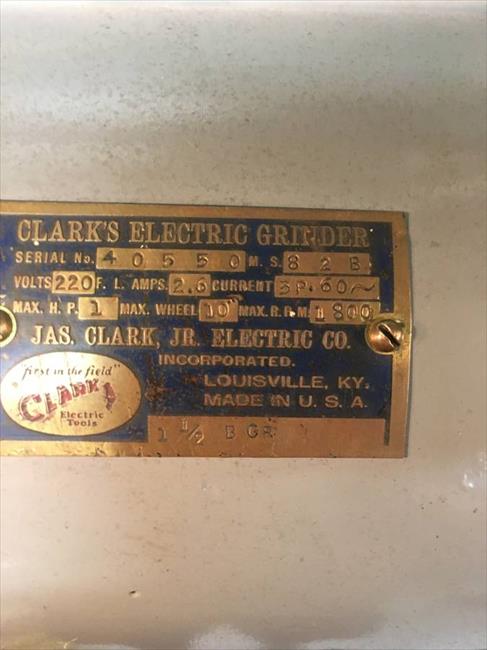 CLARK'S ELECTRIC GRINDER
SERIAL No. 40550 M. S. 82B
VOLTS 220 F. L. AMPS. 2.6 CURRENT 3P. 60~
MAX. H. P. 1 MAX. WHEEL 10" MAX. R.P.M. 1800
JAS. CLARK, JR. ELECTRIC CO.
INCORPORATED.
LOUISVILLE, KY.
MADE IN U. S. A.
"first in the field"
CLARK
Electric
Tools
1 1/2 B GR